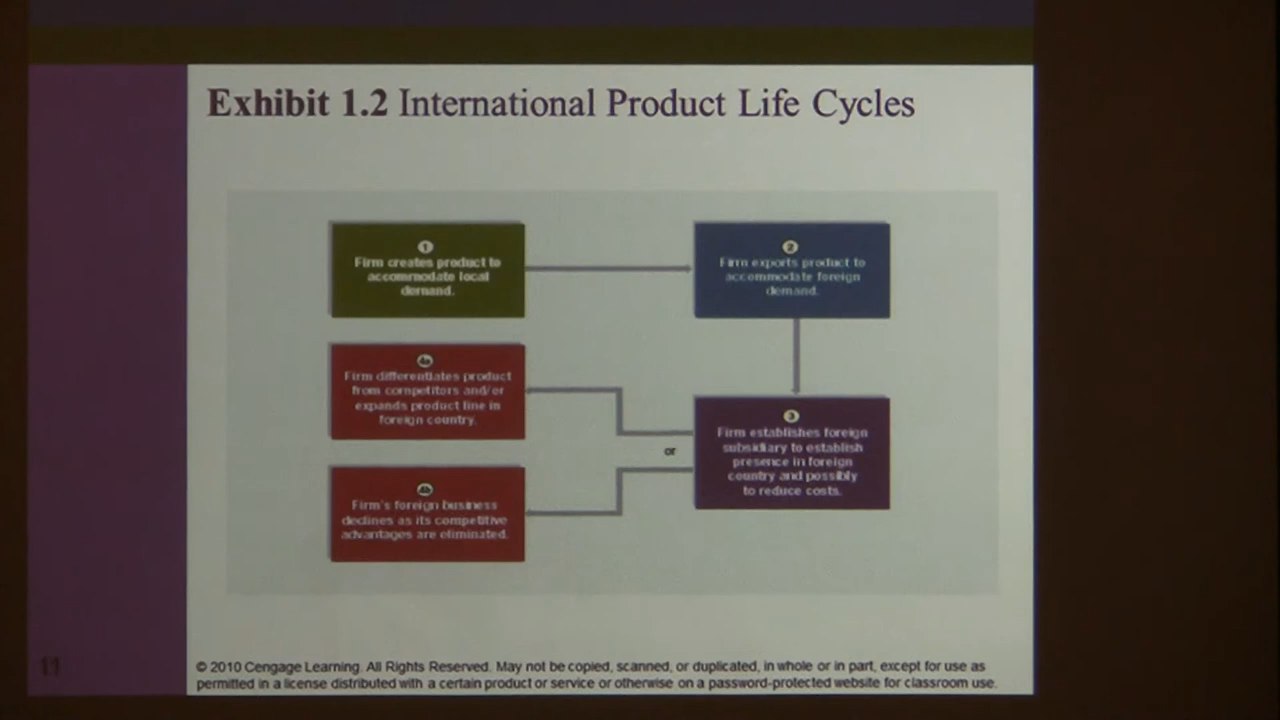 Exhibit 1.2 International Product Life Cycles
1
Firm creates product to
accommodate local
demand.
2
Firm exports product to
accommodate foreign
demand.
3
Firm establishes foreign
subsidiary to establish
presence in foreign
country and possibly
to reduce costs.
or
4a
Firm differentiates product
from competitors and/or
expands product line in
foreign country.
4b
Firm's foreign business
declines as its competitive
advantages are eliminated.
11
© 2010 Cengage Learning. All Rights Reserved. May not be copied, scanned, or duplicated, in whole or in part, except for use as
permitted in a license distributed with a certain product or service or otherwise on a password-protected website for classroom use.